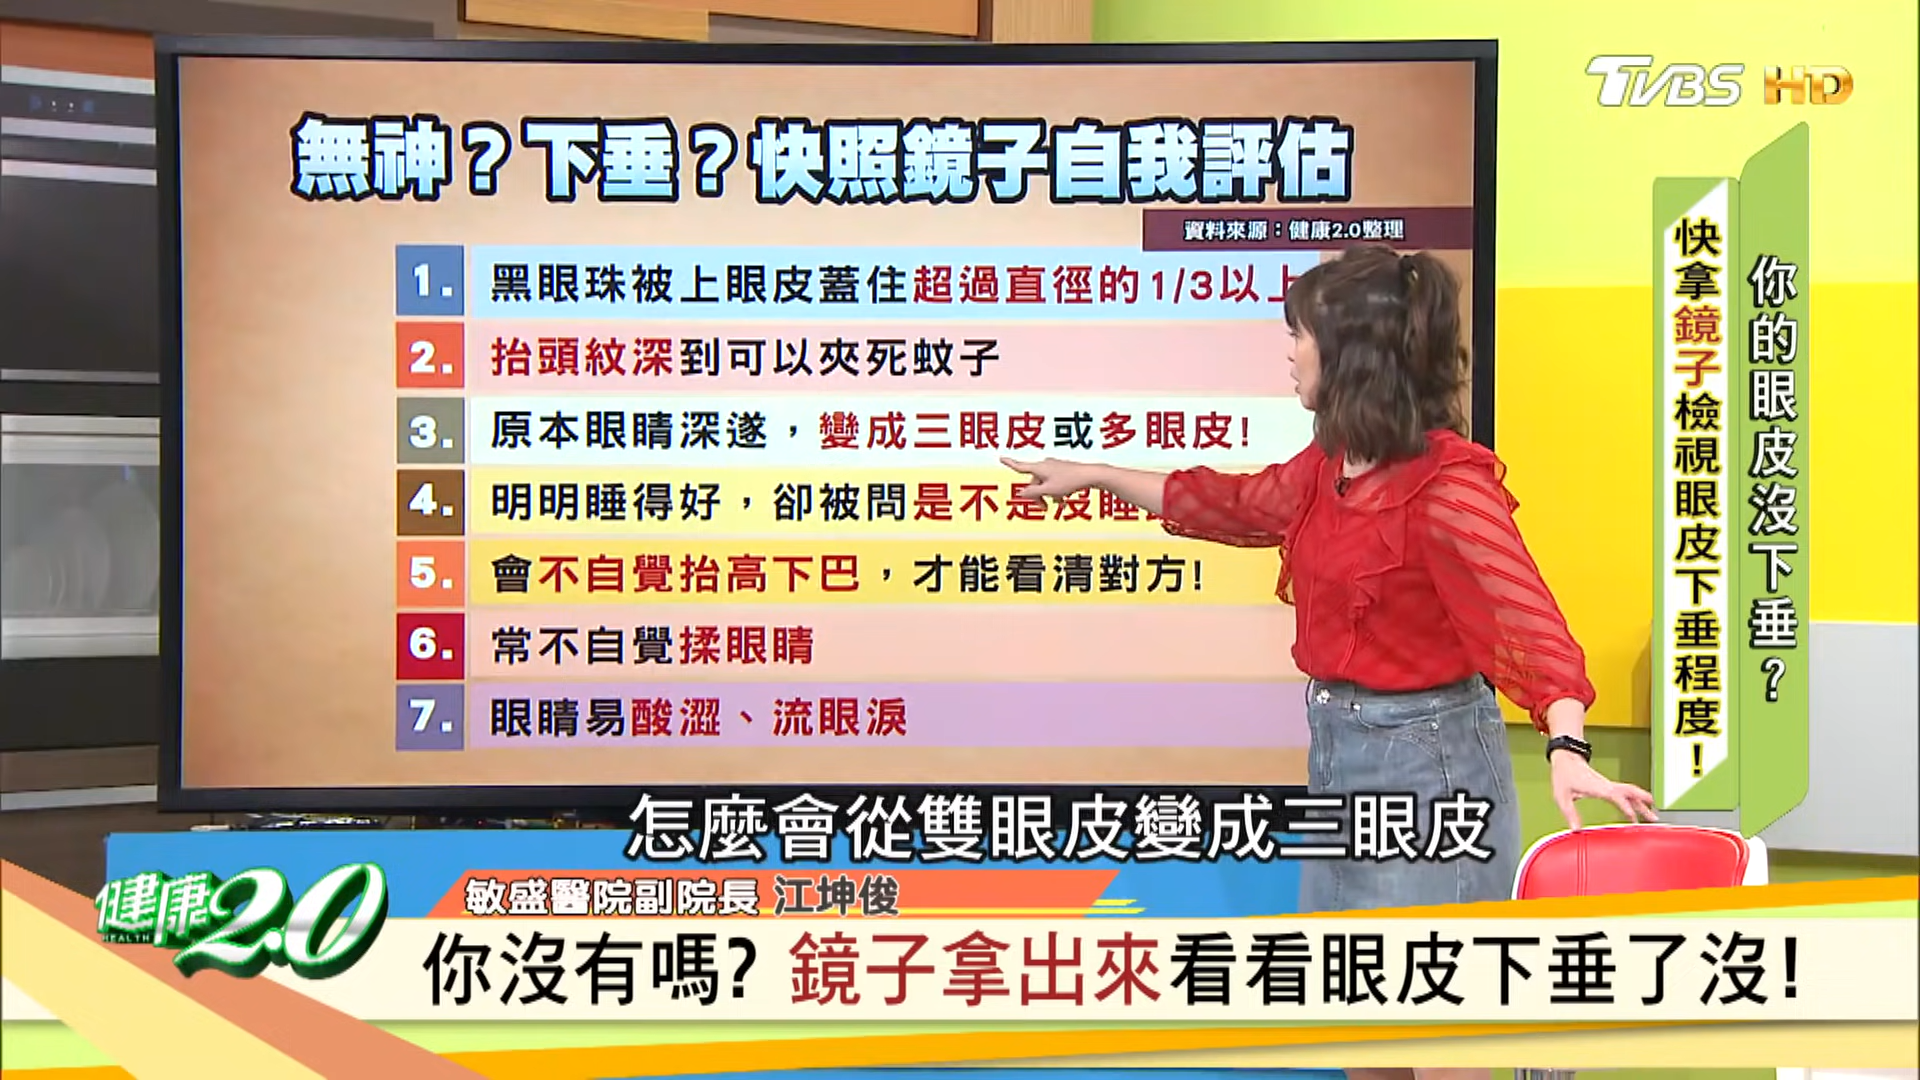 TVBS HD
無神？下垂？快照鏡子自我評估
資料來源：健康2.0整理
1. 黑眼珠被上眼皮蓋住超過直徑的1/3以上
2. 抬頭紋深到可以夾死蚊子
3. 原本眼睛深遂，變成三眼皮或多眼皮!
4. 明明睡得好，卻被問是不是沒睡
5. 會不自覺抬高下巴，才能看清對方!
6. 常不自覺揉眼睛
7. 眼睛易酸澀、流眼淚
你的眼皮沒下垂？
快拿鏡子檢視眼皮下垂程度！
怎麼會從雙眼皮變成三眼皮
健康2.0
HEALTH
敏盛醫院副院長 江坤俊
你沒有嗎? 鏡子拿出來看看眼皮下垂了沒!